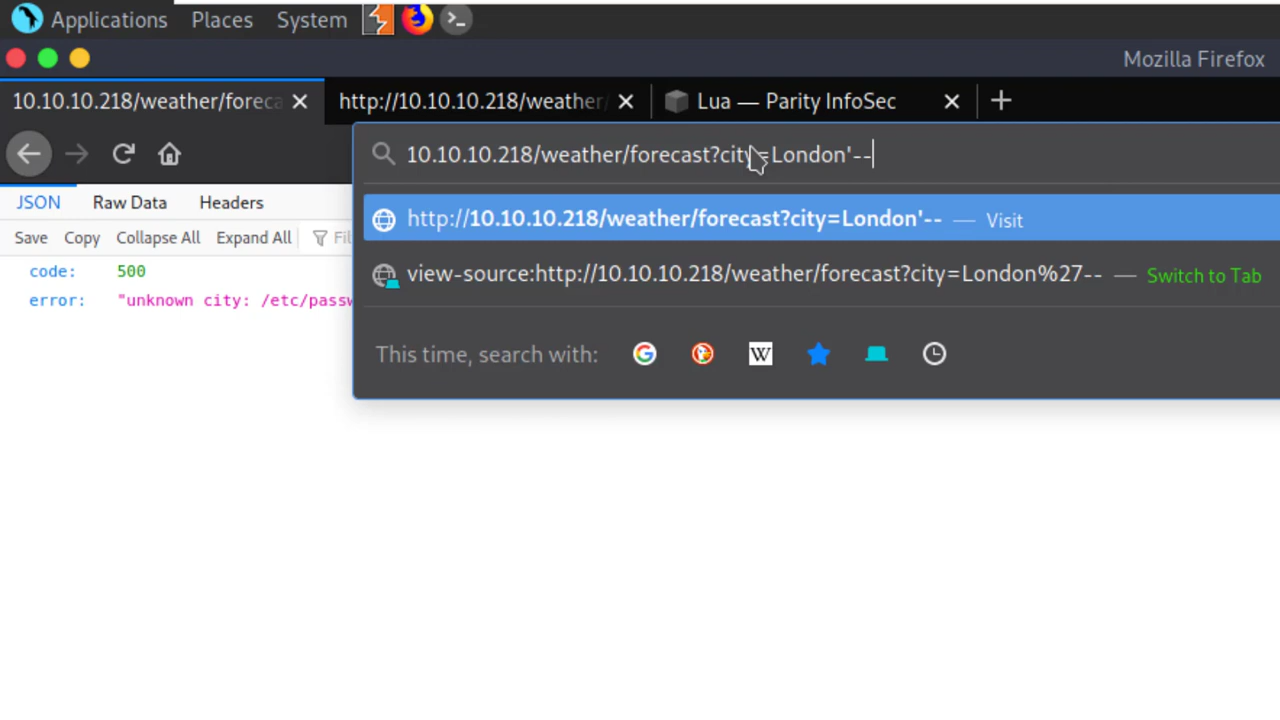 Applications Places System
Mozilla Firefox
10.10.10.218/weather/foreca
http://10.10.10.218/weather/
Lua — Parity InfoSec
10.10.10.218/weather/forecast?city=London'--
JSON Raw Data Headers
http://10.10.10.218/weather/forecast?city=London'-- — Visit
Save Copy Collapse All Expand All Fil
code: 500
view-source:http://10.10.10.218/weather/forecast?city=London%27-- — Switch to Tab
error: "unknown city: /etc/passw
This time, search with:
W